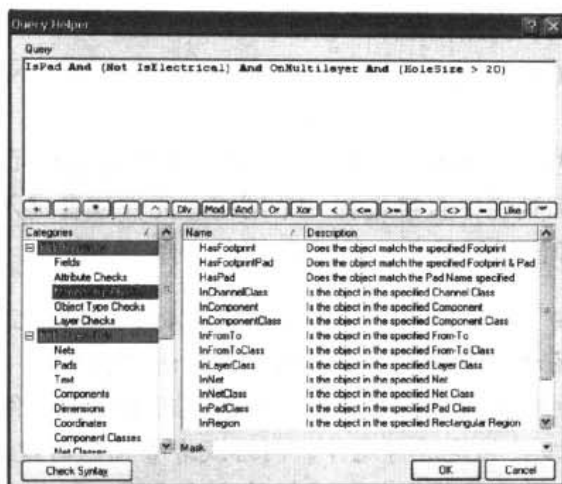 Query Helper
Query
IsPad And (Not IsElectrical) And OnMultilayer And (HoleSize > 20)
+ - * / ^ Div Mod And Or Xor < <= >= > <> = Like "*"
Categories / Name / Description
Fields
Attribute Checks
Object Type Checks
Layer Checks
Nets
Pads
Text
Components
Dimensions
Coordinates
Component Classes
Net Classes
HasFootprint Does the object match the specified Footprint
HasFootprintPad Does the object match the specified Footprint & Pad
HasPad Does the object match the Pad Name specified
InChannelClass Is the object in the specified Channel Class
InComponent Is the object in the specified Component
InComponentClass Is the object in the specified Component Class
InFromTo Is the object in the specified From-To
InFromToClass Is the object in the specified From-To Class
InLayerClass Is the object in the specified Layer Class
InNet Is the object in the specified Net
InNetClass Is the object in the specified Net Class
InPadClass Is the object in the specified Pad Class
InRegion Is the object in the specified Rectangular Region
Mask
Check Syntax OK Cancel